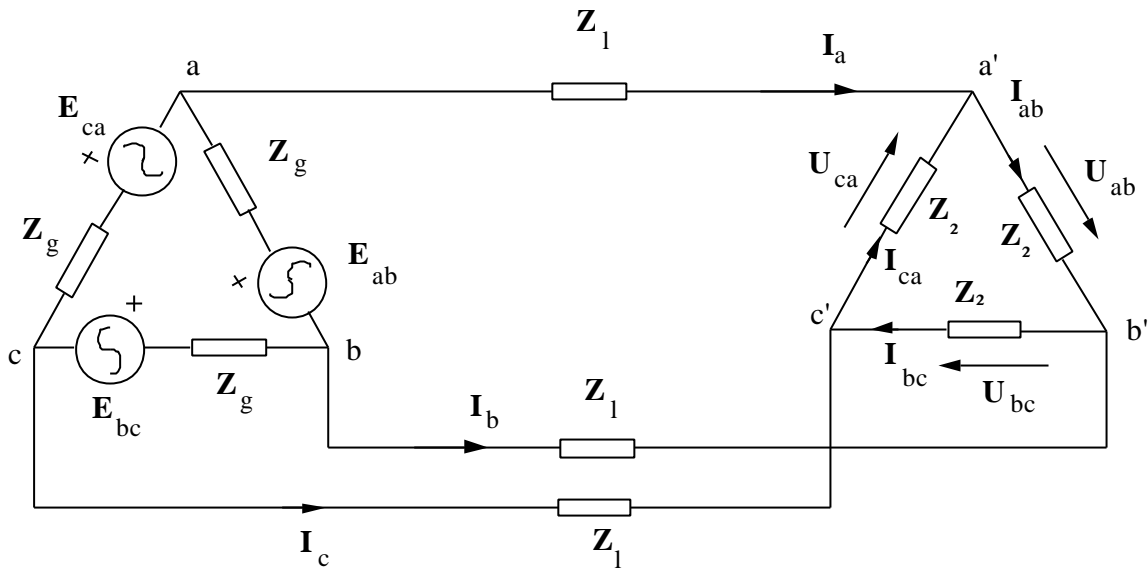 Z l
I a
a
a'
E ca
I ab
+
Z g
U ca
U ab
Z g
Z 2
Z 2
E ab
+
I ca
+
Z 2
c'
b'
c
b
I bc
Z g
E bc
U bc
Z l
I b
I c
Z l